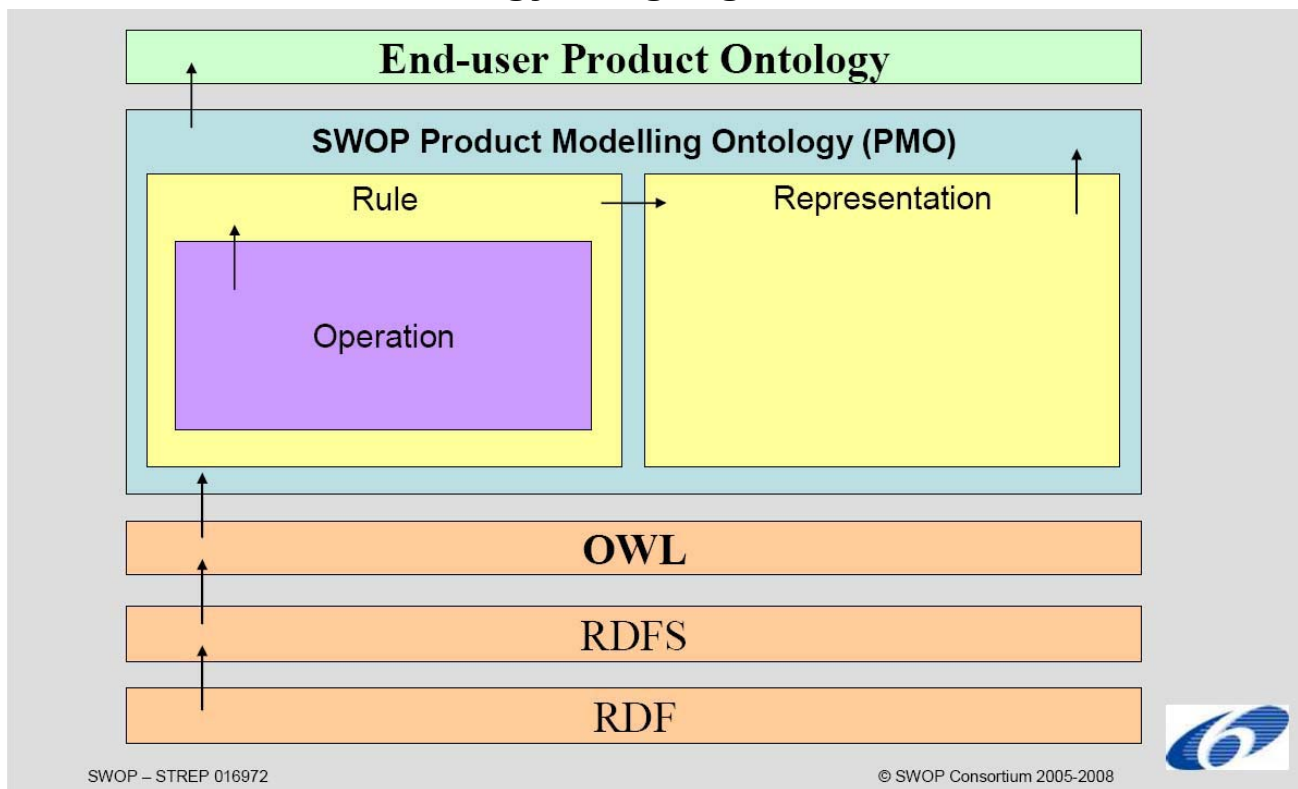 End-user Product Ontology
SWOP Product Modelling Ontology (PMO)
Rule
Representation
Operation
OWL
RDFS
RDF
SWOP – STREP 016972
© SWOP Consortium 2005-2008
6